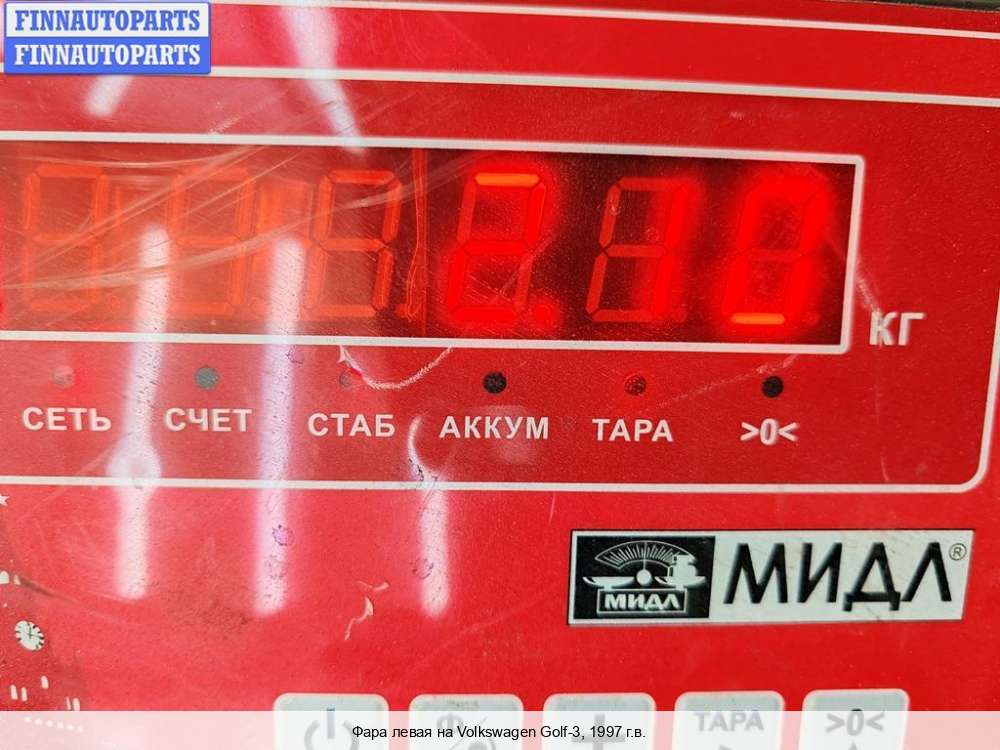 FINNAUTOPARTS
FINNAUTOPARTS
2.10
КГ
СЕТЬ СЧЕТ СТАБ АККУМ ТАРА >0<
МИДЛ МИДЛ®
ТАРА >0<
Фара левая на Volkswagen Golf-3, 1997 г.в.